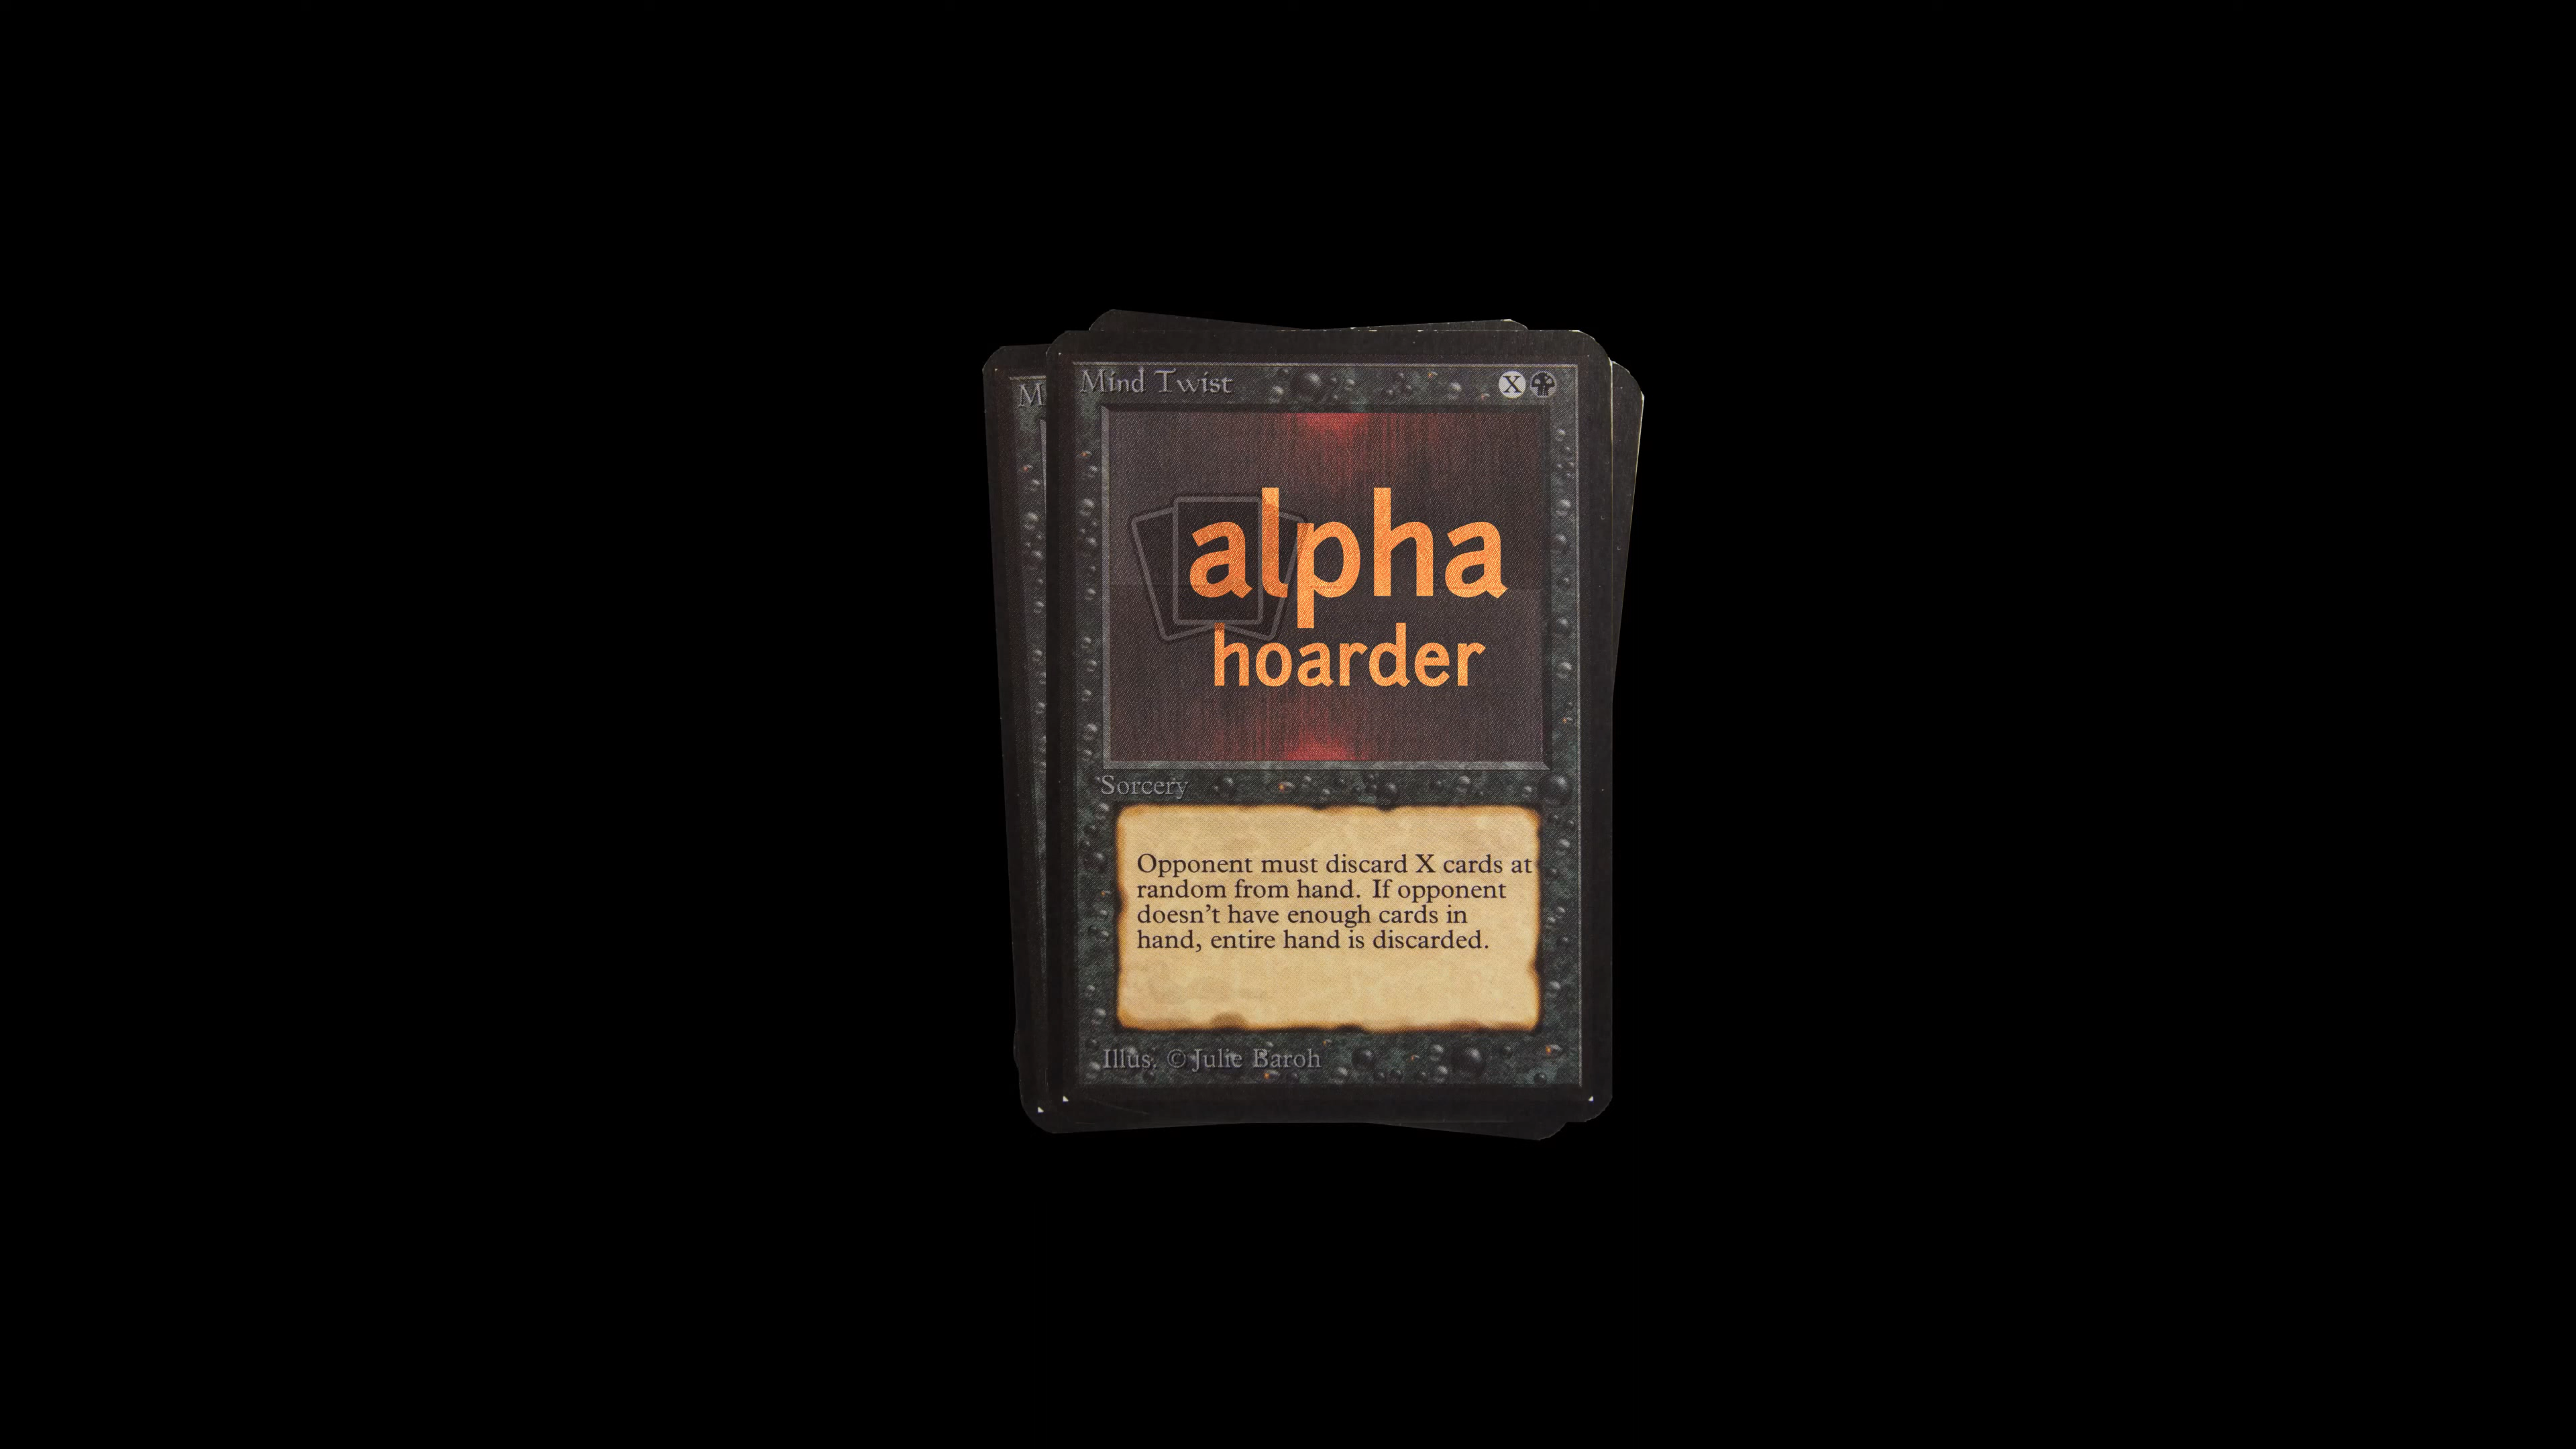 Mind Twist X
M
alpha
hoarder
Sorcery
Opponent must discard X cards at
random from hand. If opponent
doesn't have enough cards in
hand, entire hand is discarded.
Illus. © Julie Baroh